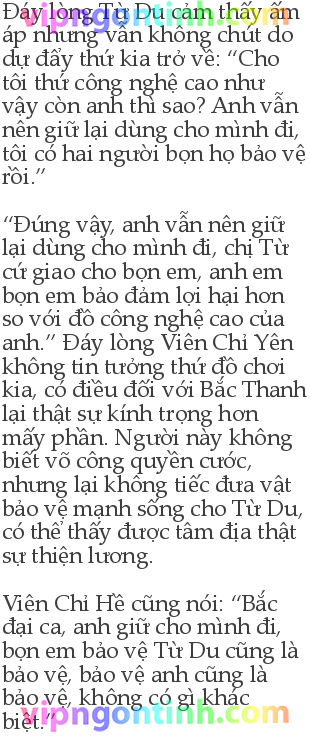 Đáy lòng Từ Du cảm thấy ấm
áp nhưng vẫn không chút do
dự đẩy thứ kia trở về: “Cho
tôi thứ công nghệ cao như
vậy còn anh thì sao? Anh vẫn
nên giữ lại dùng cho mình đi,
tôi có hai người bọn họ bảo vệ
rồi.”
“Đúng vậy, anh vẫn nên giữ
lại dùng cho mình đi, chị Từ
cứ giao cho bọn em, anh em
bọn em bảo đảm lợi hại hơn
so với đồ công nghệ cao của
anh.” Đáy lòng Viên Chỉ Yên
không tin tưởng thứ đồ chơi
kia, có điều đối với Bắc Thanh
lại thật sự kính trọng hơn
mấy phần. Người này không
biết võ công quyền cước,
nhưng lại không tiếc đưa vật
bảo vệ mạnh sống cho Từ Du,
có thể thấy được tâm địa thật
sự thiện lương.
Viên Chỉ Hề cũng nói: “Bắc
đại ca, anh giữ cho mình đi,
bọn em bảo vệ Từ Du cũng là
bảo vệ, bảo vệ anh cũng là
bảo vệ, không có gì khác
biệt.”
vipngontinh.com
vipngontinh.com